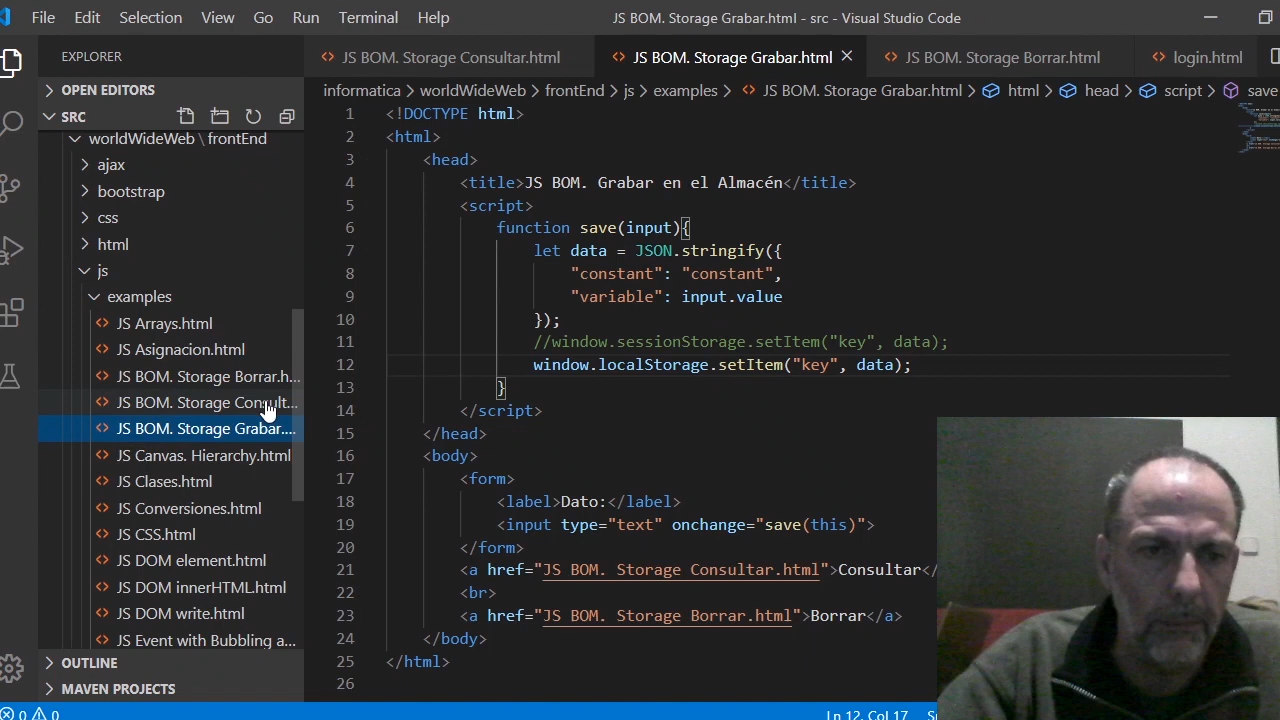 File Edit Selection View Go Run Terminal Help JS BOM. Storage Grabar.html - src - Visual Studio Code
EXPLORER
OPEN EDITORS
SRC
worldWideWeb \ frontEnd
ajax
bootstrap
css
html
js
examples
JS Arrays.html
JS Asignacion.html
JS BOM. Storage Borrar.h...
JS BOM. Storage Consult...
JS BOM. Storage Grabar....
JS Canvas. Hierarchy.html
JS Clases.html
JS Conversiones.html
JS CSS.html
JS DOM element.html
JS DOM innerHTML.html
JS DOM write.html
JS Event with Bubbling a...
OUTLINE
MAVEN PROJECTS
JS BOM. Storage Consultar.html JS BOM. Storage Grabar.html JS BOM. Storage Borrar.html login.html
informatica > worldWideWeb > frontEnd > js > examples > JS BOM. Storage Grabar.html > html > head > script > save
1 <!DOCTYPE html>
2 <html>
3 <head>
4 <title>JS BOM. Grabar en el Almacén</title>
5 <script>
6 function save(input){
7 let data = JSON.stringify({
8 "constant": "constant",
9 "variable": input.value
10 });
11 //window.sessionStorage.setItem("key", data);
12 window.localStorage.setItem("key", data);
13 }
14 </script>
15 </head>
16 <body>
17 <form>
18 <label>Dato:</label>
19 <input type="text" onchange="save(this)">
20 </form>
21 <a href="JS BOM. Storage Consultar.html">Consultar</
22 <br>
23 <a href="JS BOM. Storage Borrar.html">Borrar</a>
24 </body>
25 </html>
26
0 0 Ln 12, Col 17